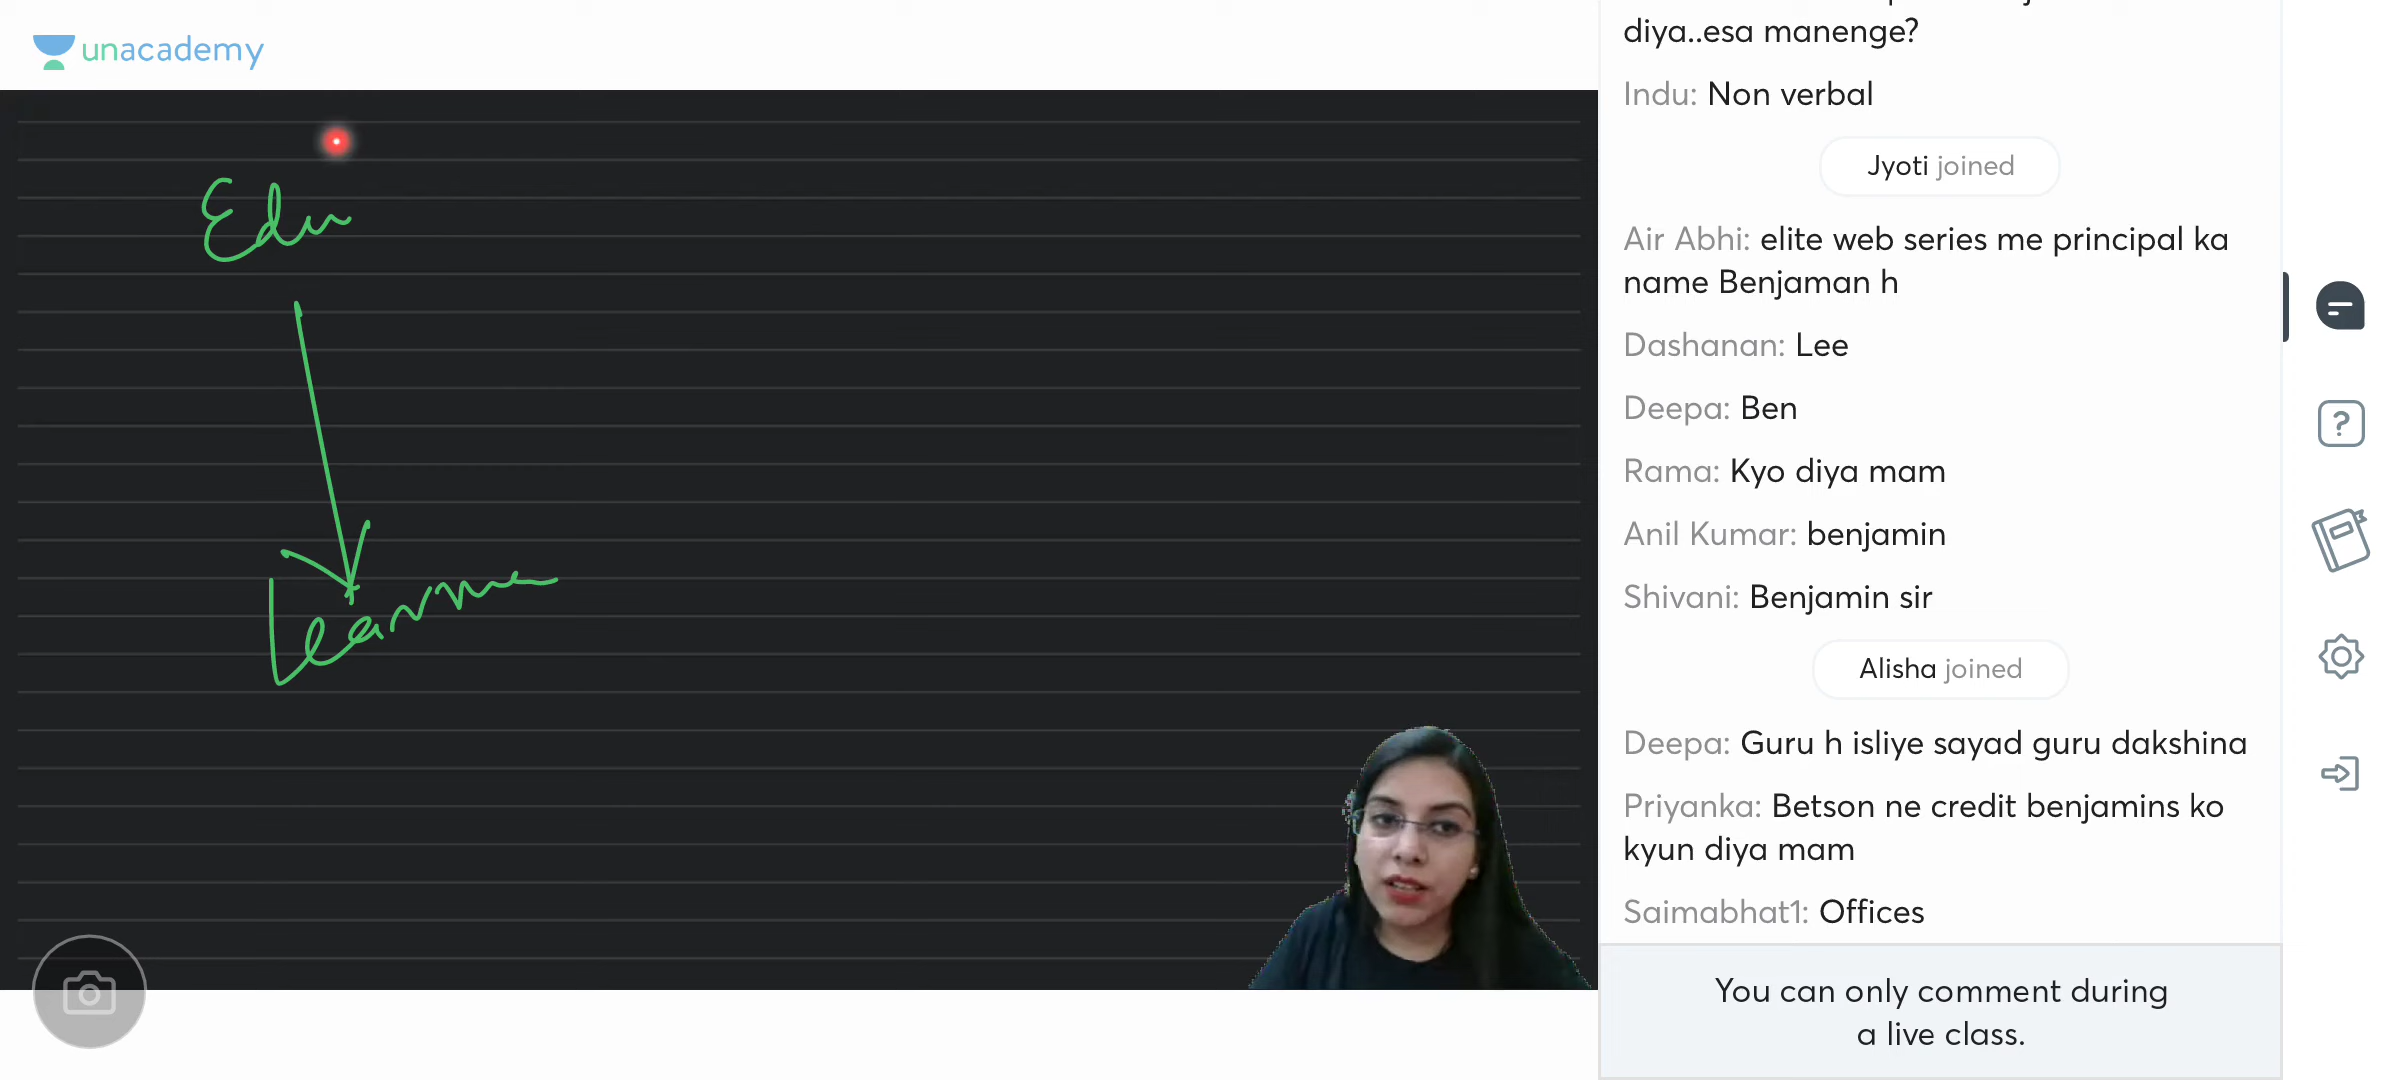 unacademy
Edu
Learnn
diya..esa manenge?
Indu: Non verbal
Jyoti joined
Air Abhi: elite web series me principal ka
name Benjaman h
Dashanan: Lee
Deepa: Ben
Rama: Kyo diya mam
Anil Kumar: benjamin
Shivani: Benjamin sir
Alisha joined
Deepa: Guru h isliye sayad guru dakshina
Priyanka: Betson ne credit benjamins ko
kyun diya mam
Saimabhat1: Offices
You can only comment during
a live class.